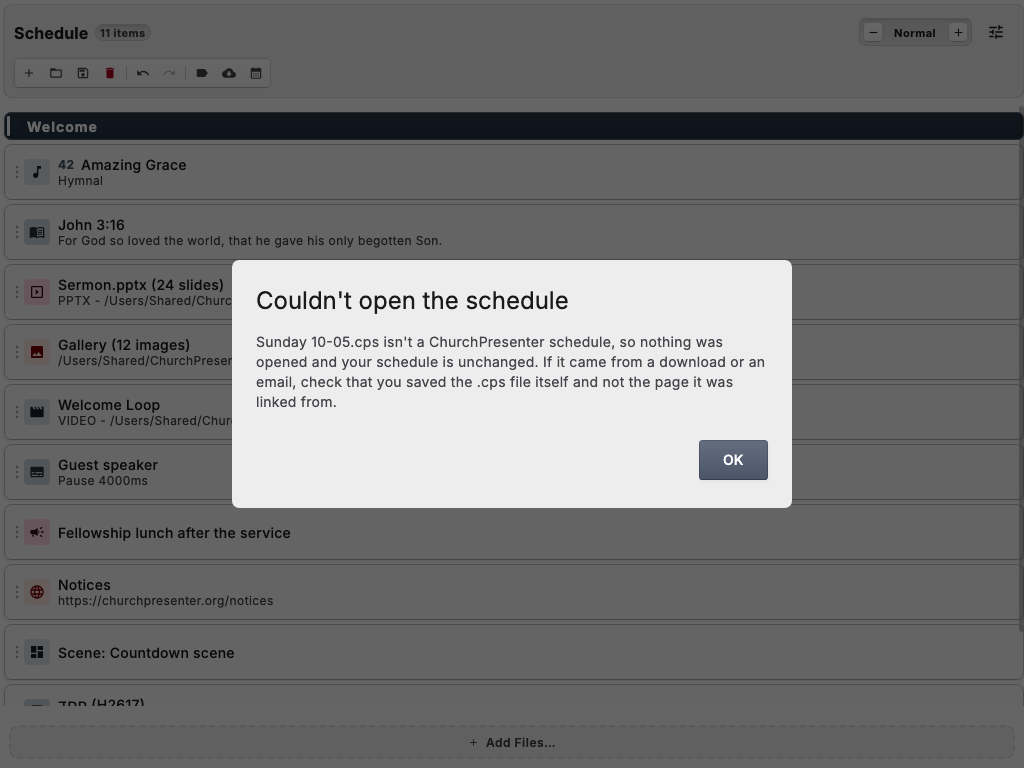 Schedule 11 items
− Normal +
Welcome
42 Amazing Grace
Hymnal
John 3:16
For God so loved the world, that he gave his only begotten Son.
Sermon.pptx (24 slides)
PPTX - /Users/Shared/Churc
Gallery (12 images)
/Users/Shared/ChurchPresen
Welcome Loop
VIDEO - /Users/Shared/Chur
Guest speaker
Pause 4000ms
Fellowship lunch after the service
Notices
https://churchpresenter.org/notices
Scene: Countdown scene
(H2617)
+ Add Files...
Couldn't open the schedule
Sunday 10-05.cps isn't a ChurchPresenter schedule, so nothing was
opened and your schedule is unchanged. If it came from a download or an
email, check that you saved the .cps file itself and not the page it was
linked from.
OK